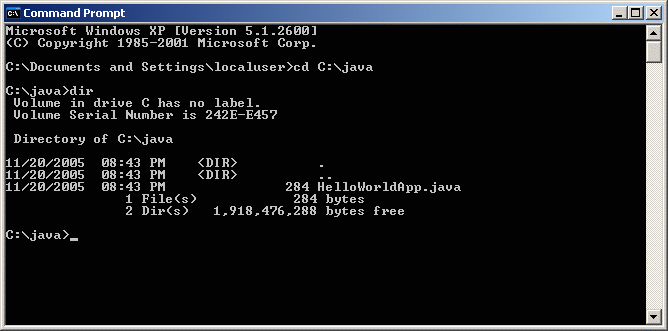 Command Prompt
Microsoft Windows XP [Version 5.1.2600]
(C) Copyright 1985-2001 Microsoft Corp.
C:\Documents and Settings\localuser>cd C:\java
C:\java>dir
 Volume in drive C has no label.
 Volume Serial Number is 242E-E457
 Directory of C:\java
11/20/2005  08:43 PM    <DIR>          .
11/20/2005  08:43 PM    <DIR>          ..
11/20/2005  08:43 PM               284 HelloWorldApp.java
               1 File(s)            284 bytes
               2 Dir(s)   1,918,476,288 bytes free
C:\java>_